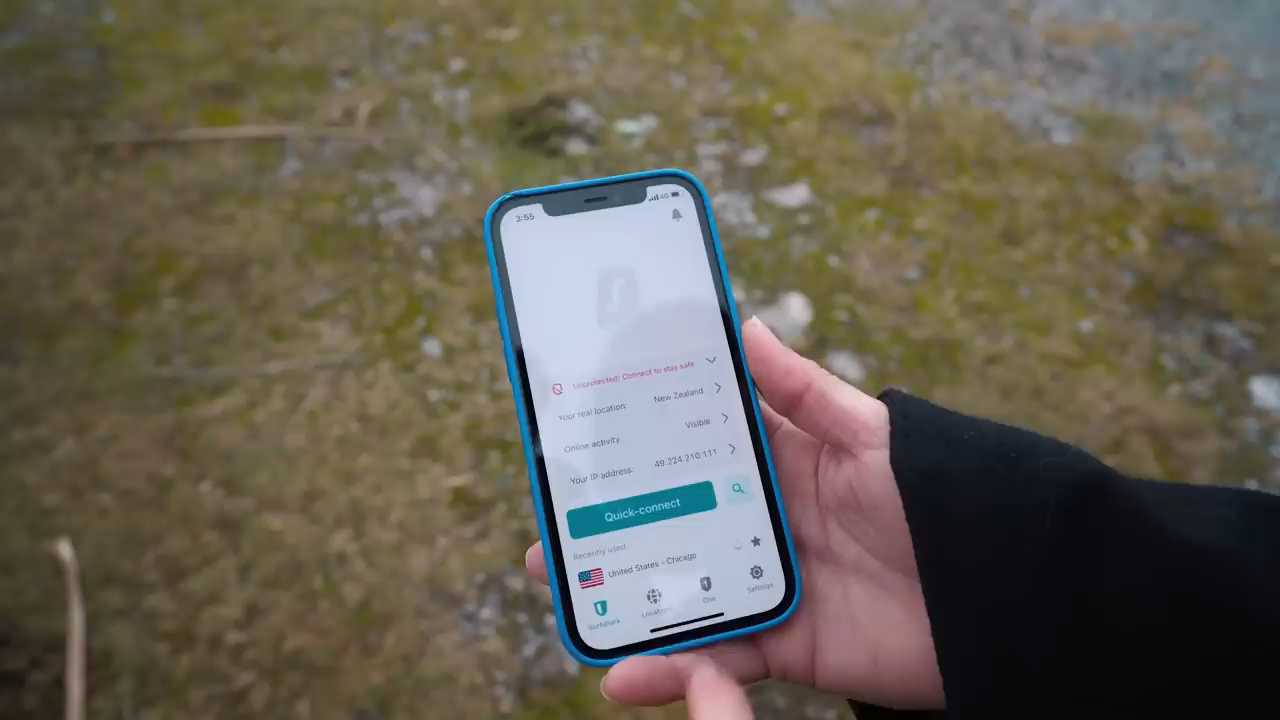 3:55
4G
Unprotected! Connect to stay safe
Your real location: New Zealand
Online activity: Visible
Your IP address: 49.224.210.111
Quick-connect
Recently used
United States - Chicago
Surfshark Locations One Settings